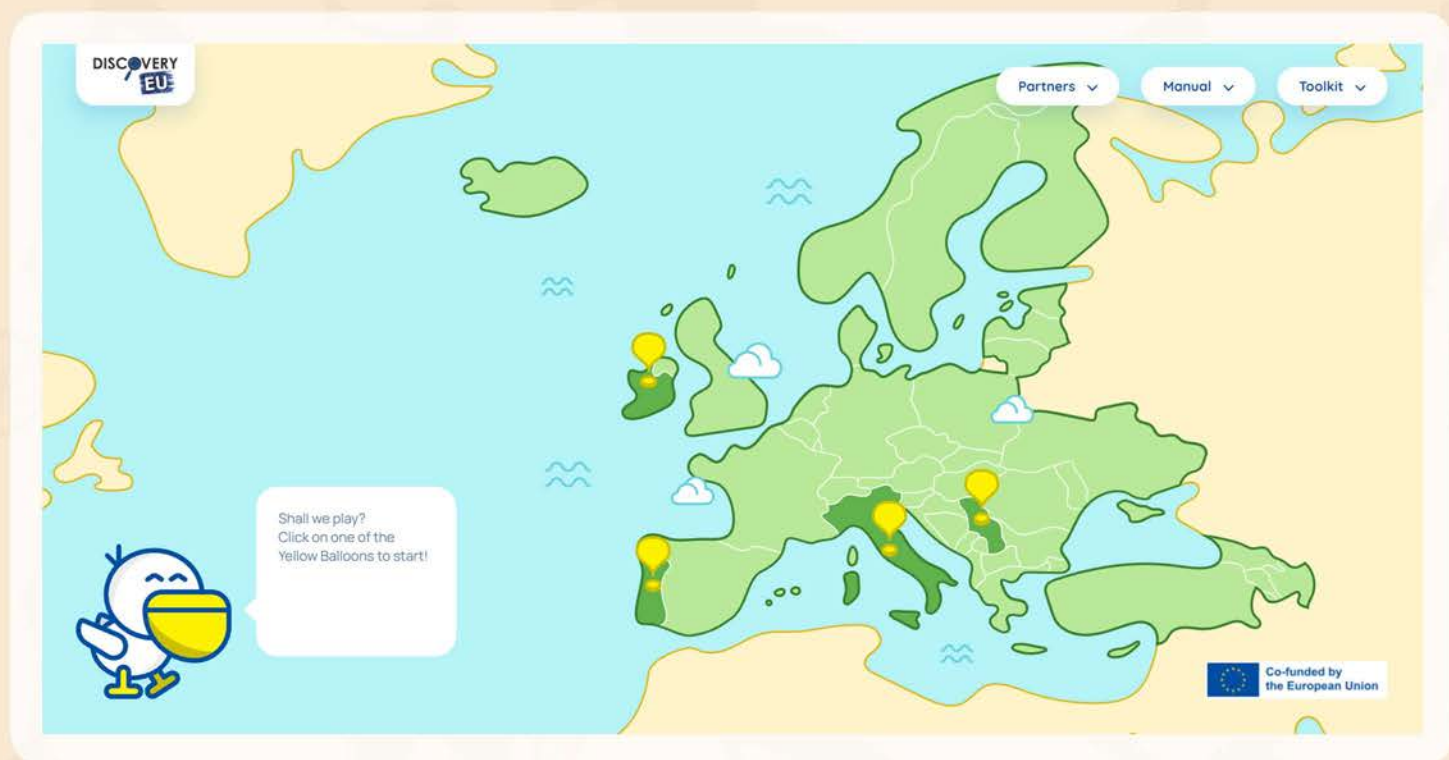 DISCOVERY
EU
Partners
Manual
Toolkit
Shall we play?
Click on one of the
Yellow Balloons to start!
Co-funded by
the European Union